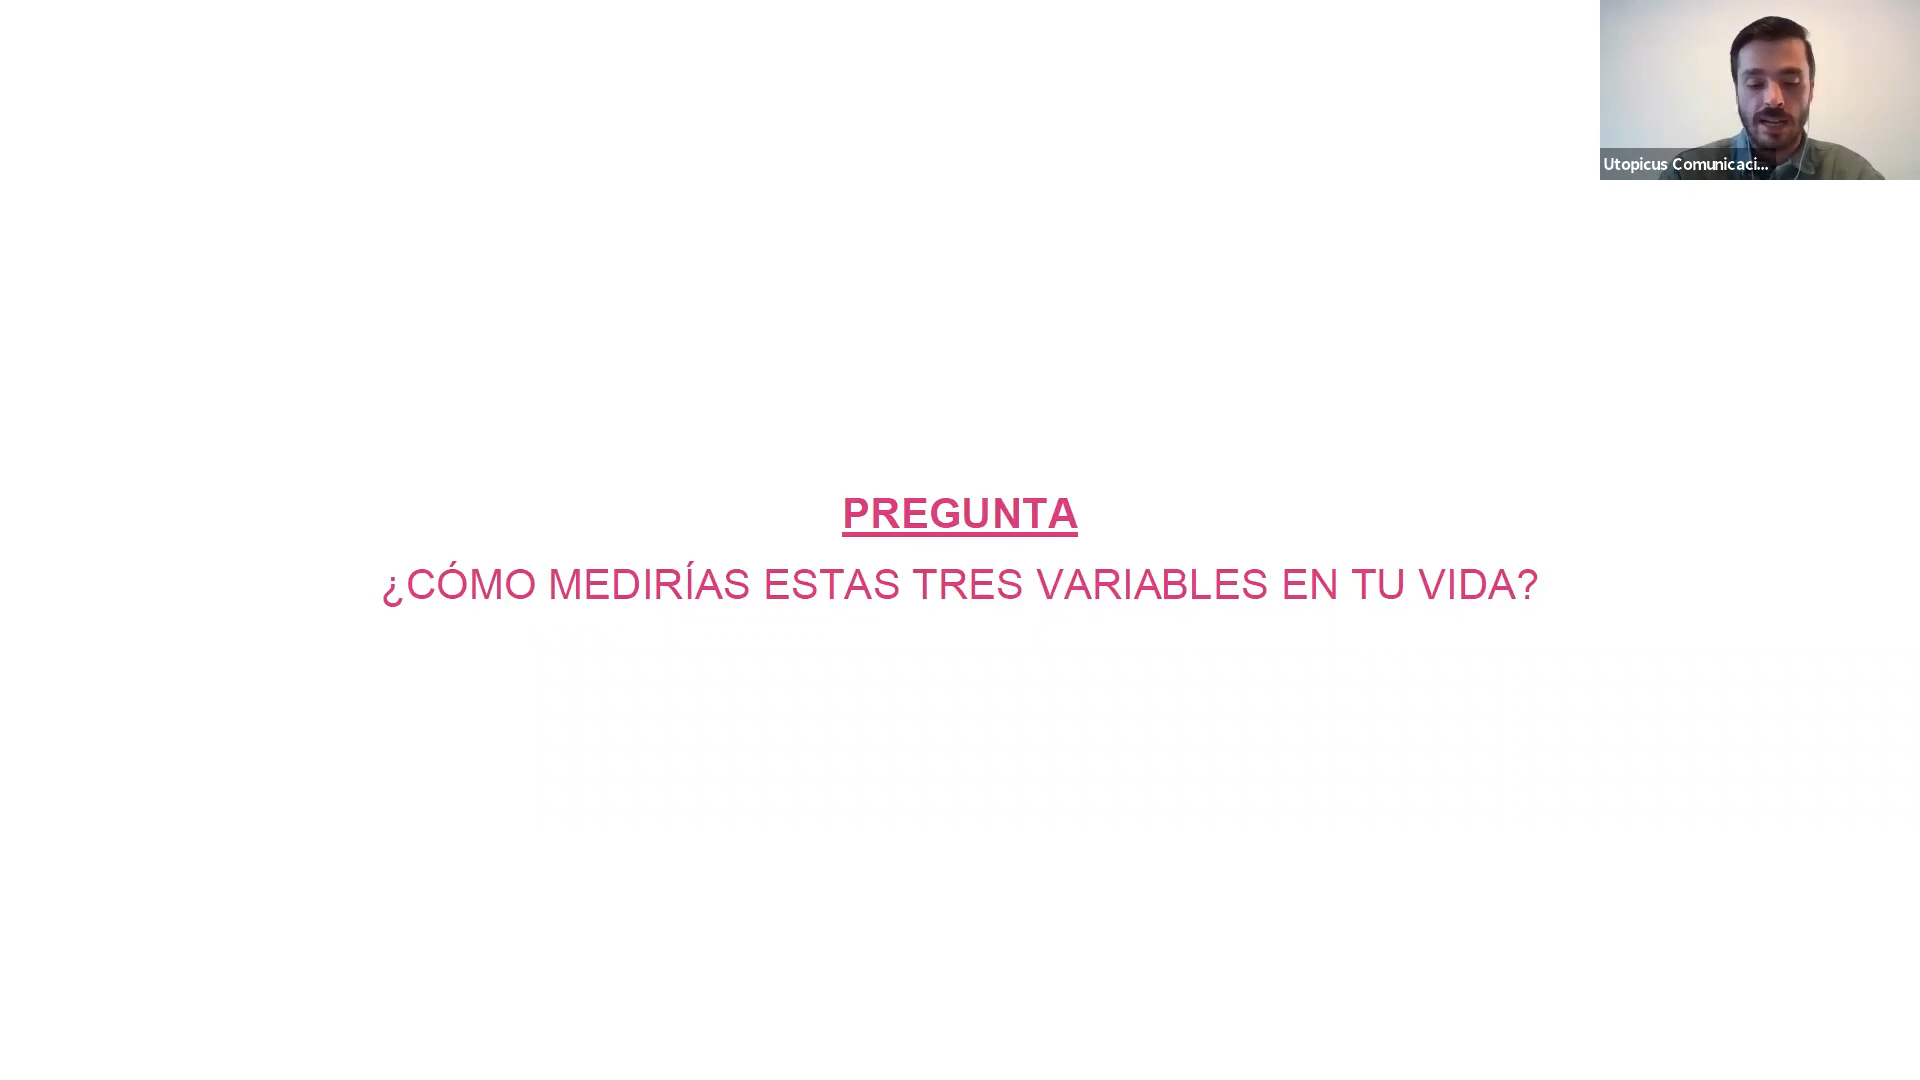 Utopicus Comunicaci...
PREGUNTA
¿CÓMO MEDIRÍAS ESTAS TRES VARIABLES EN TU VIDA?